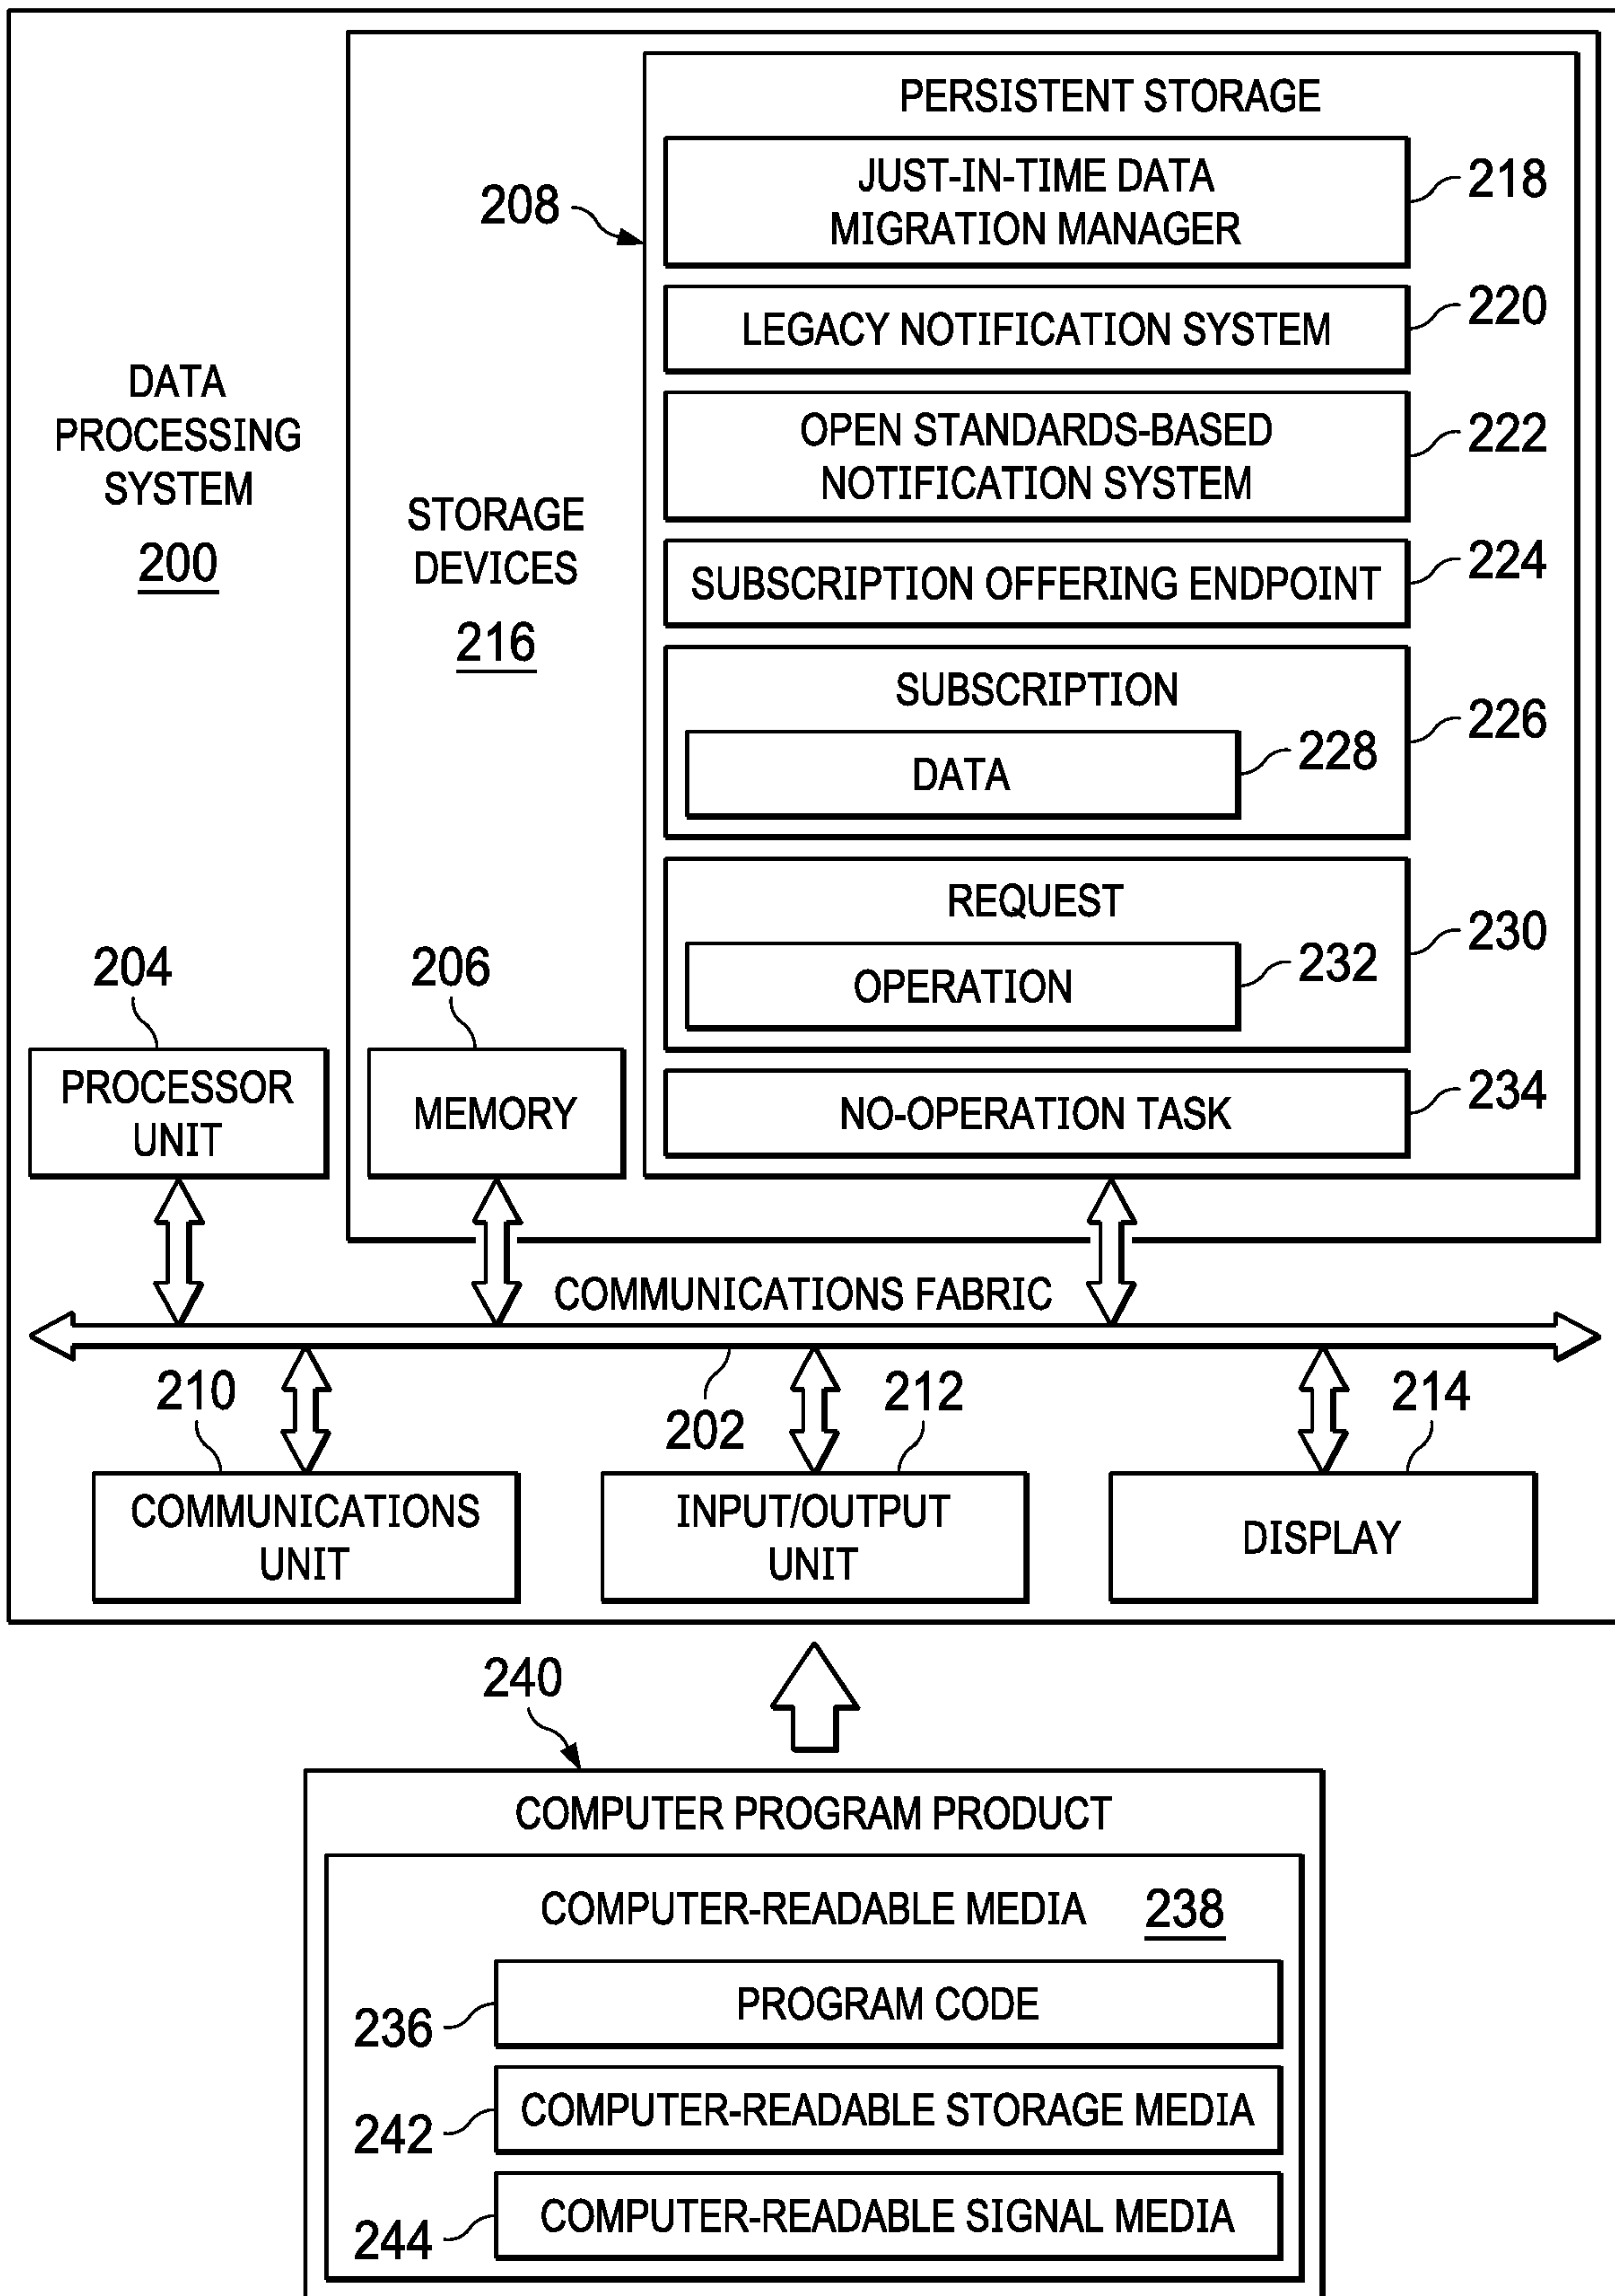 PERSISTENT STORAGE
JUST-IN-TIME DATA
MIGRATION MANAGER
218
208
LEGACY NOTIFICATION SYSTEM
220
OPEN STANDARDS-BASED
NOTIFICATION SYSTEM
222
DATA
PROCESSING
SYSTEM
200
STORAGE
DEVICES
216
SUBSCRIPTION OFFERING ENDPOINT
224
SUBSCRIPTION
226
DATA
228
REQUEST
230
OPERATION
232
NO-OPERATION TASK
234
204
PROCESSOR
UNIT
206
MEMORY
COMMUNICATIONS FABRIC
202
210
COMMUNICATIONS
UNIT
212
INPUT/OUTPUT
UNIT
214
DISPLAY
240
COMPUTER PROGRAM PRODUCT
COMPUTER-READABLE MEDIA
238
PROGRAM CODE
236
COMPUTER-READABLE STORAGE MEDIA
242
COMPUTER-READABLE SIGNAL MEDIA
244